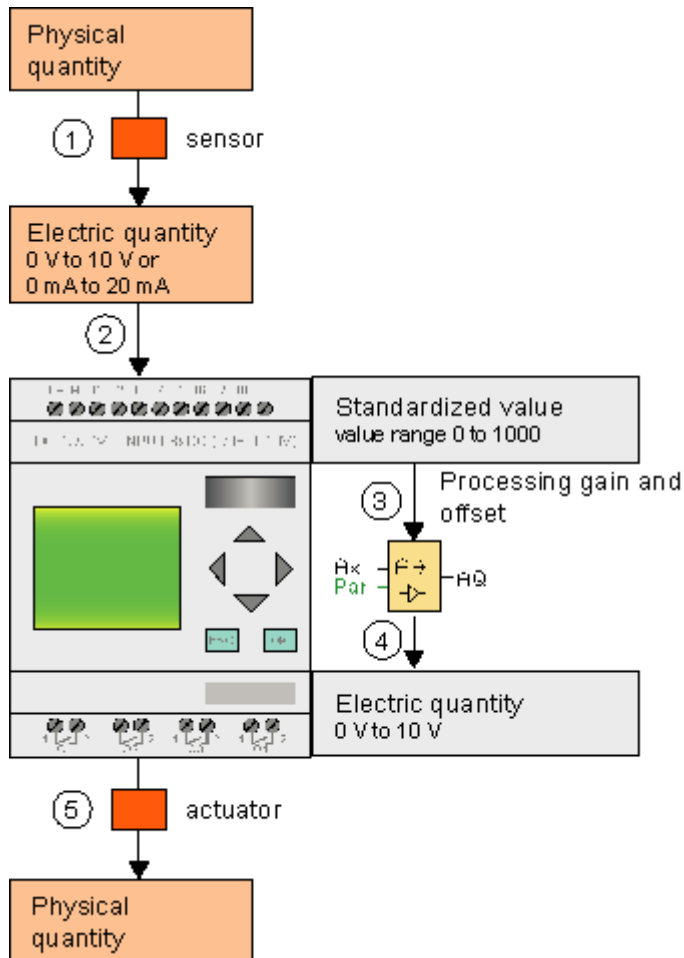 Physical
quantity
1
sensor
Electric quantity
0 V to 10 V or
0 mA to 20 mA
2
Standardized value
value range 0 to 1000
3
Processing gain and
offset
Ax
A→
Par
AQ
4
Electric quantity
0 V to 10 V
5
actuator
Physical
quantity